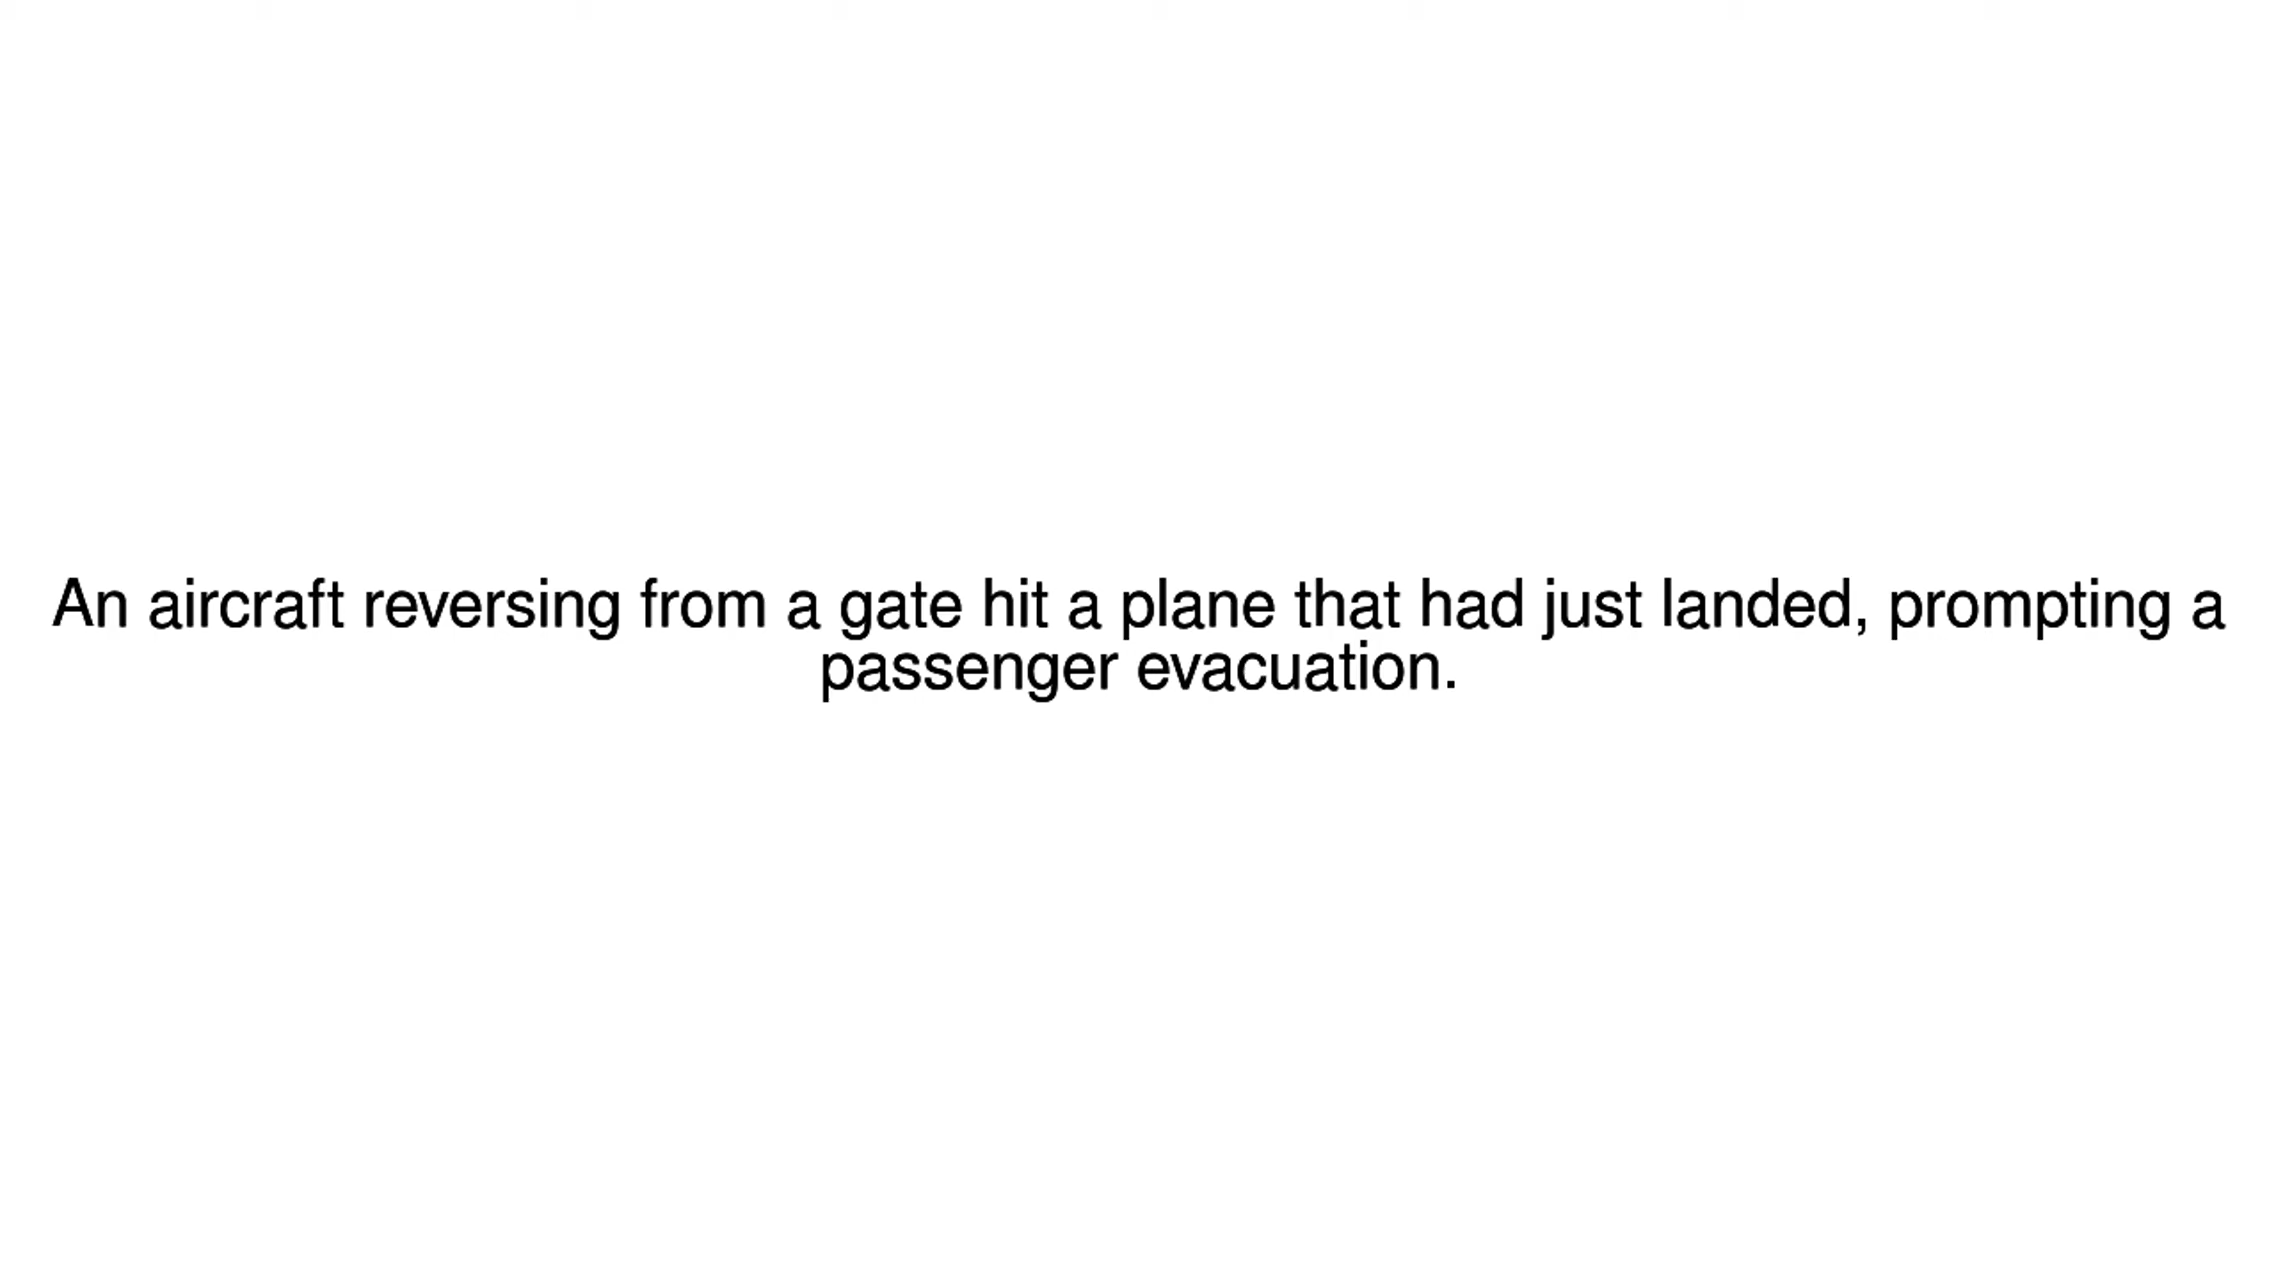 An aircraft reversing from a gate hit a plane that had just landed, prompting a
passenger evacuation.